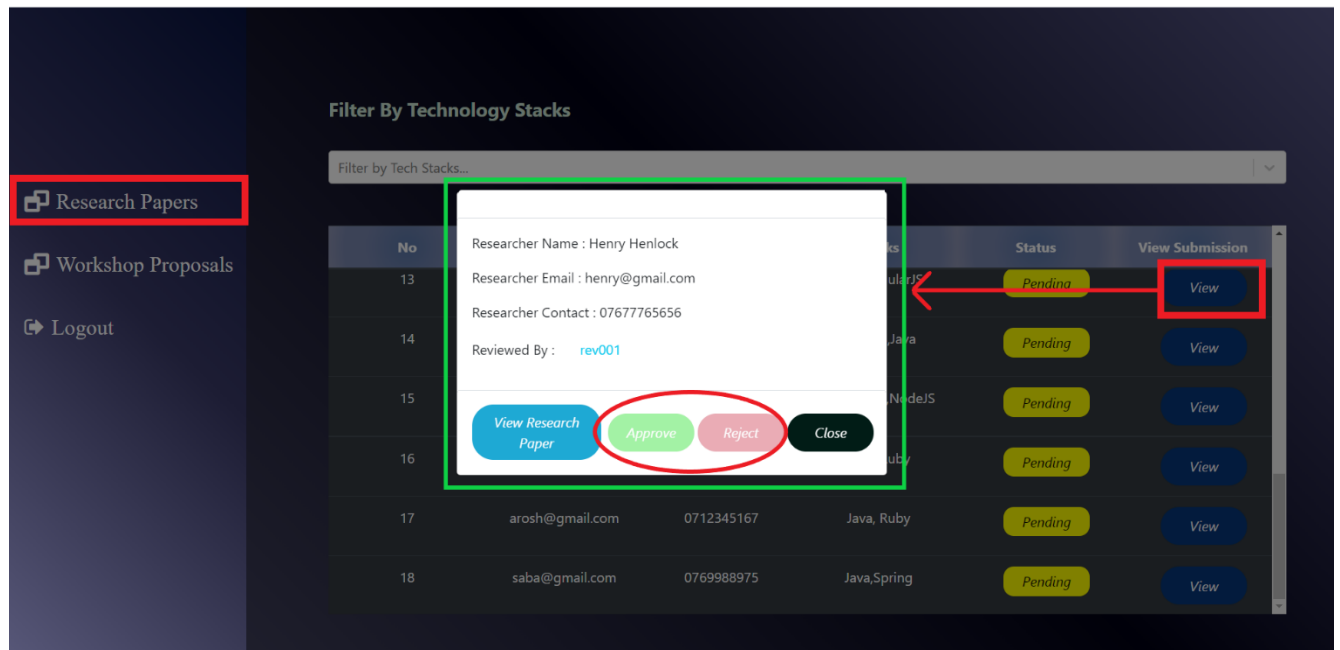 Filter By Technology Stacks
Filter by Tech Stacks...
Research Papers
Workshop Proposals
Logout
Researcher Name : Henry Henlock
Researcher Email : henry@gmail.com
Researcher Contact : 07677765656
Reviewed By : rev001
View Research
Paper
Approve Reject Close
No Status View Submission
13 Pending View
14 ,Java Pending View
15 ,NodeJS Pending View
16 Pending View
17 arosh@gmail.com 0712345167 Java, Ruby Pending View
18 saba@gmail.com 0769988975 Java,Spring Pending View